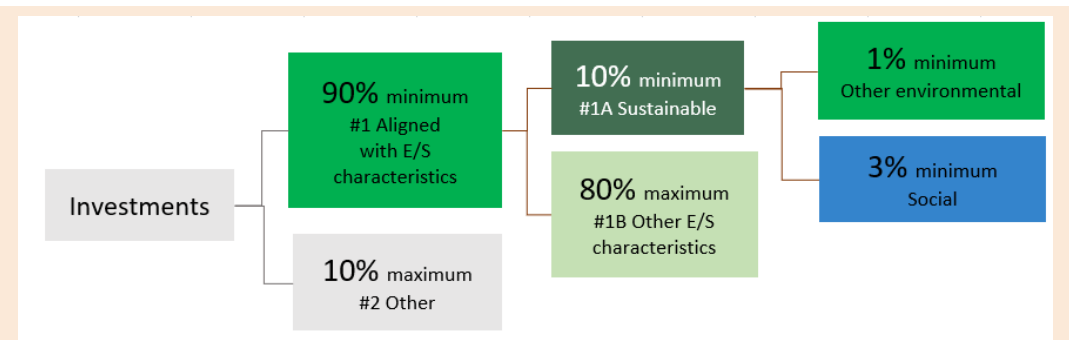 Investments
90% minimum
#1 Aligned
with E/S
characteristics
10% maximum
#2 Other
10% minimum
#1A Sustainable
80% maximum
#1B Other E/S
characteristics
1% minimum
Other environmental
3% minimum
Social